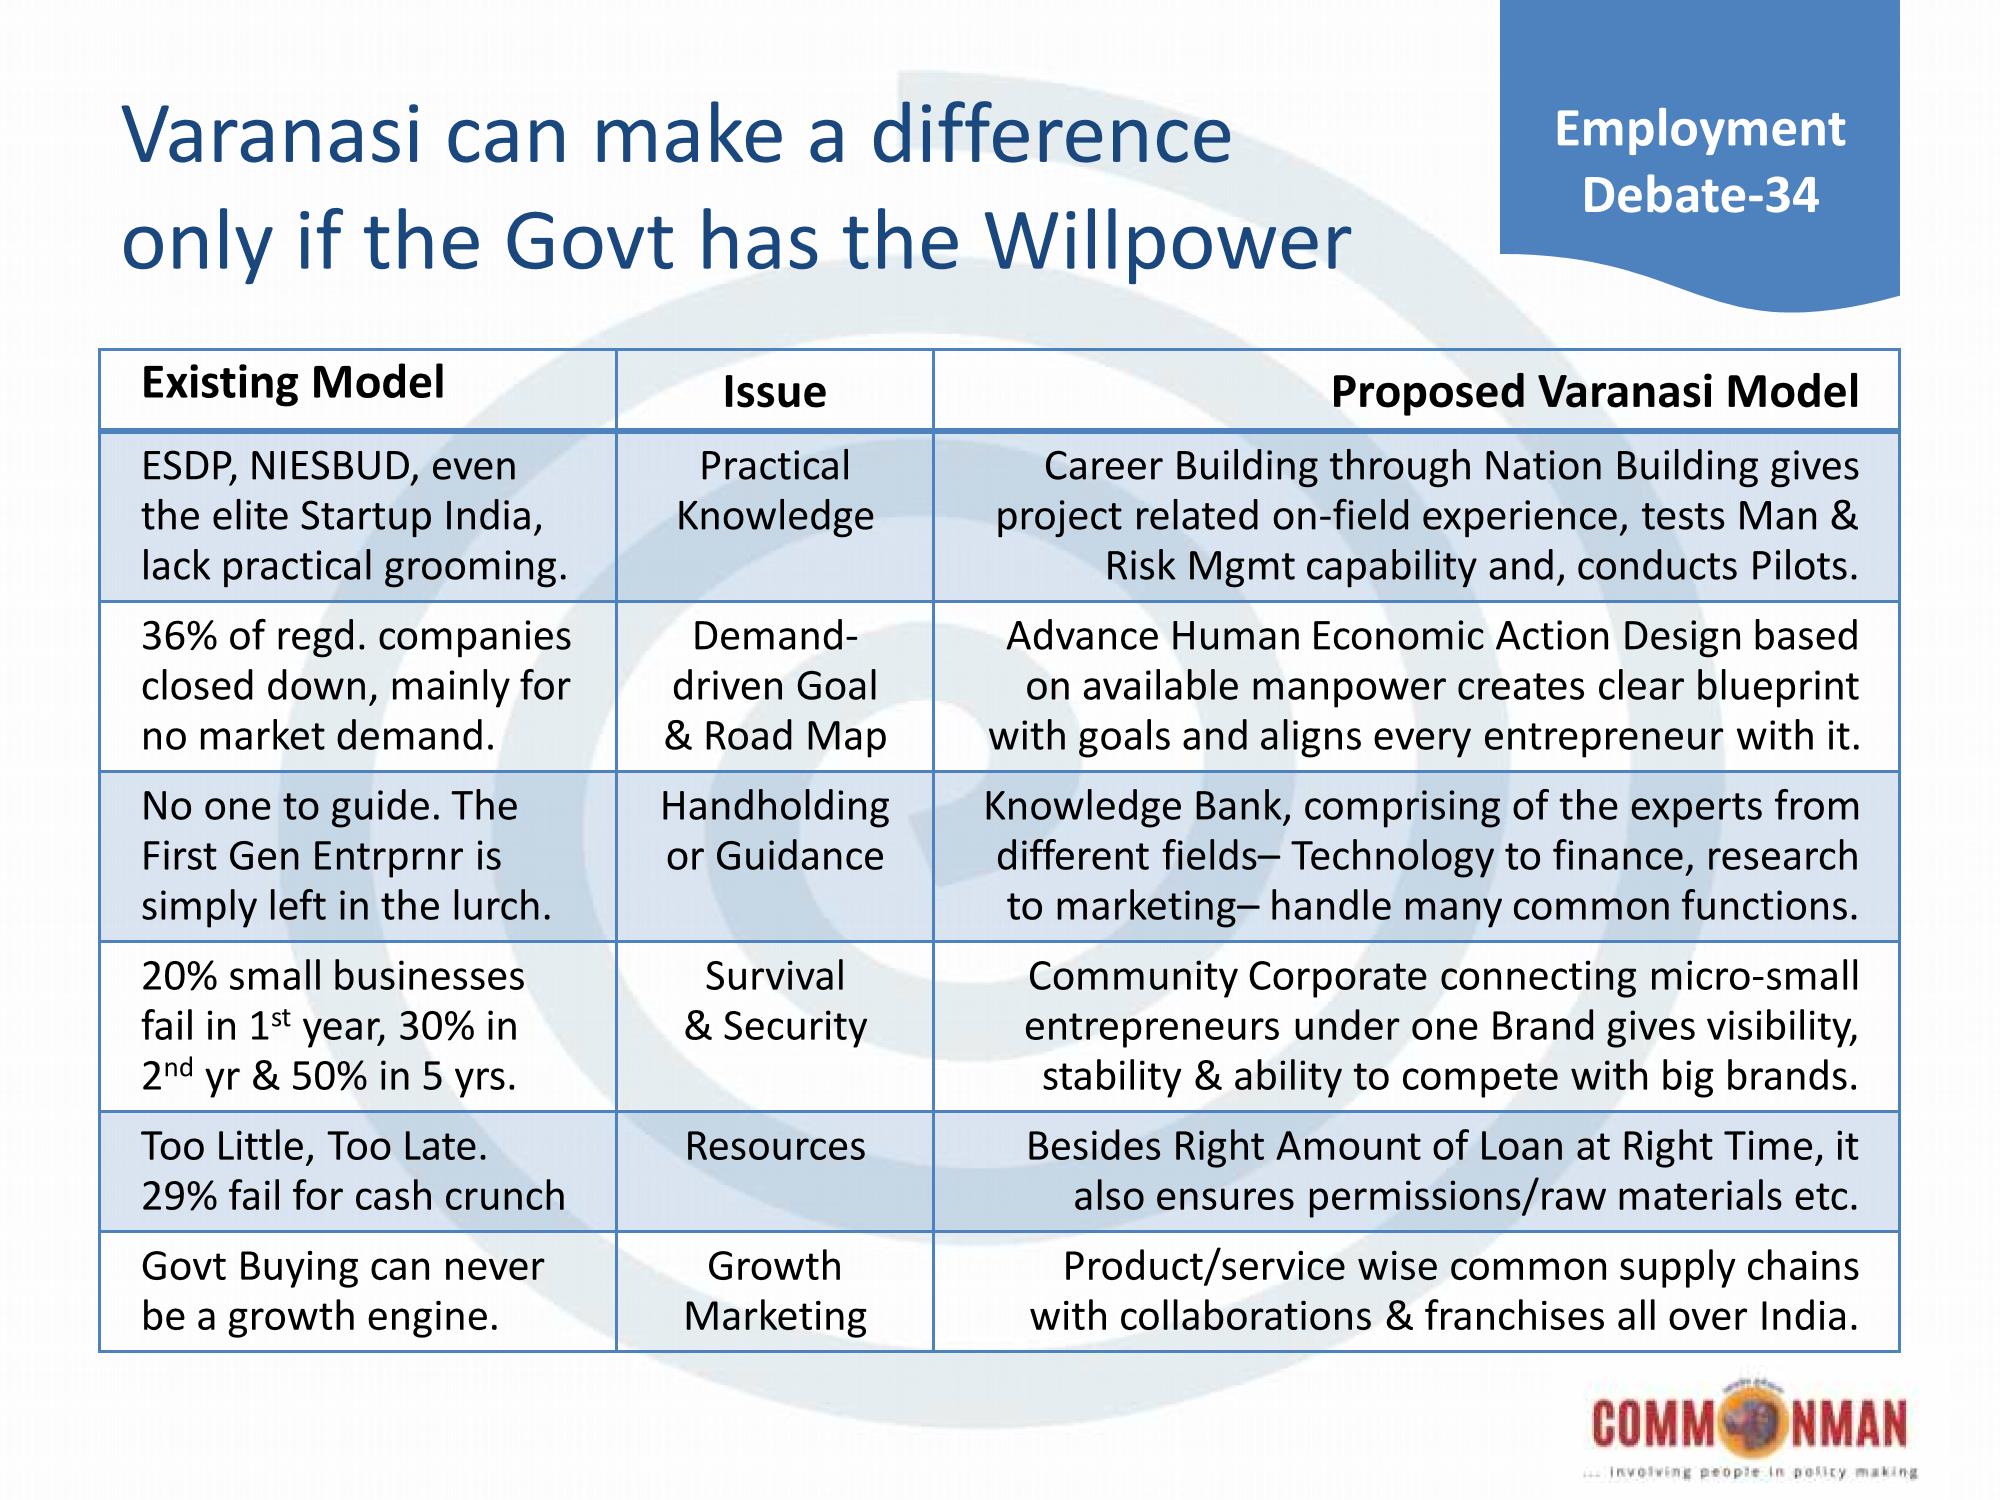 Varanasi can make a difference
only if the Govt has the Willpower
Employment
Debate-34
Existing Model
Issue
Proposed Varanasi Model
ESDP, NIESBUD, even
the elite Startup India,
lack practical grooming.
Practical
Knowledge
Career Building through Nation Building gives
project related on-field experience, tests Man &
Risk Mgmt capability and, conducts Pilots.
36% of regd. companies
closed down, mainly for
no market demand.
Demand-
driven Goal
& Road Map
Advance Human Economic Action Design based
on available manpower creates clear blueprint
with goals and aligns every entrepreneur with it.
No one to guide. The
First Gen Entrprnr is
simply left in the lurch.
Handholding
or Guidance
Knowledge Bank, comprising of the experts from
different fields– Technology to finance, research
to marketing– handle many common functions.
20% small businesses
fail in 1st year, 30% in
2nd yr & 50% in 5 yrs.
Survival
& Security
Community Corporate connecting micro-small
entrepreneurs under one Brand gives visibility,
stability & ability to compete with big brands.
Too Little, Too Late.
29% fail for cash crunch
Resources
Besides Right Amount of Loan at Right Time, it
also ensures permissions/raw materials etc.
Govt Buying can never
be a growth engine.
Growth
Marketing
Product/service wise common supply chains
with collaborations & franchises all over India.
COMMONMAN
... involving people in policy making